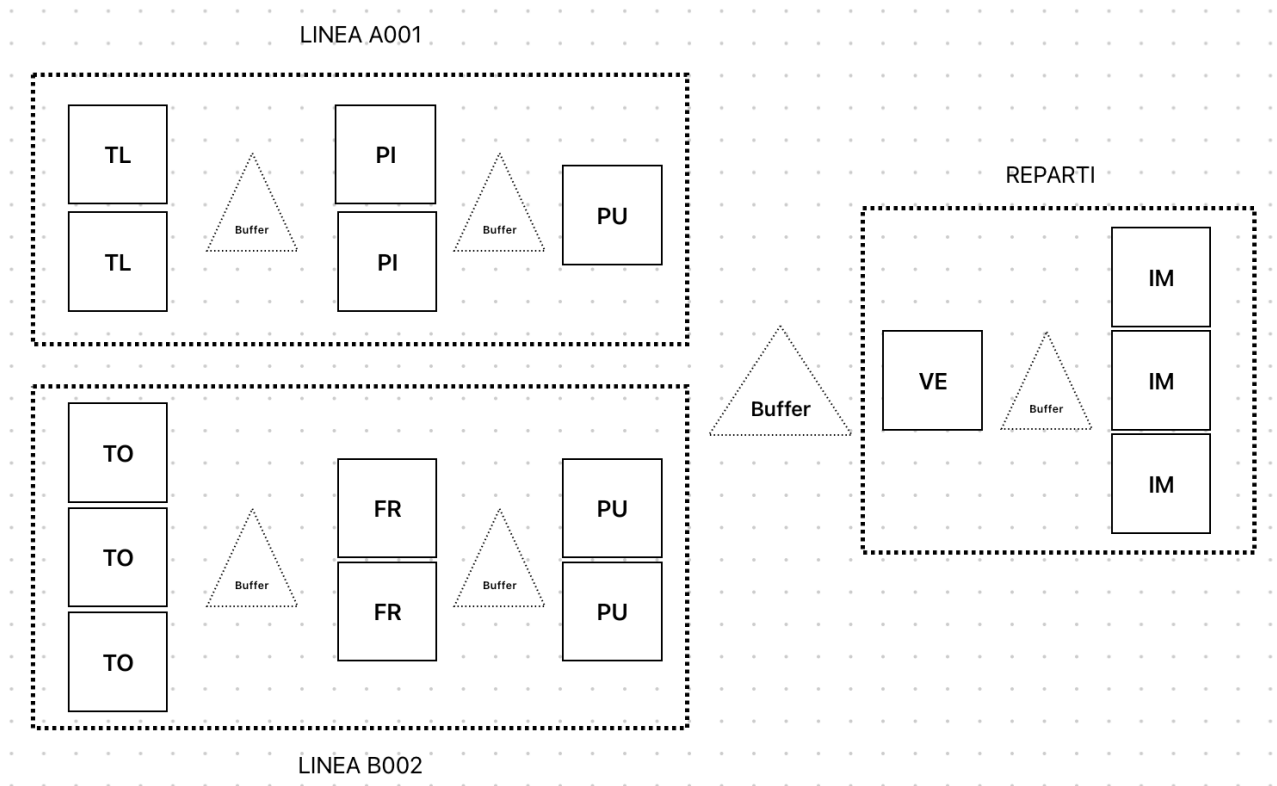 LINEA A001
TL
TL
Buffer
PI
PI
Buffer
PU
TO
TO
TO
Buffer
FR
FR
Buffer
PU
PU
LINEA B002
Buffer
REPARTI
VE
Buffer
IM
IM
IM